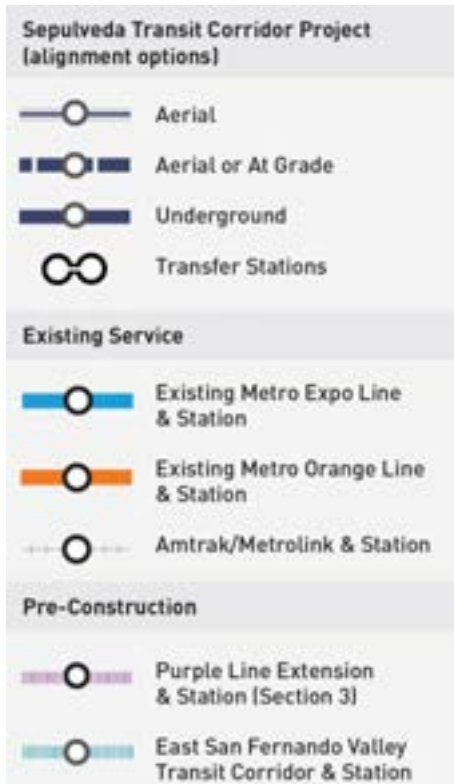 Sepulveda Transit Corridor Project
(alignment options)
Aerial
Aerial or At Grade
Underground
Transfer Stations
Existing Service
Existing Metro Expo Line
& Station
Existing Metro Orange Line
& Station
Amtrak/Metrolink & Station
Pre-Construction
Purple Line Extension
& Station (Section 3)
East San Fernando Valley
Transit Corridor & Station